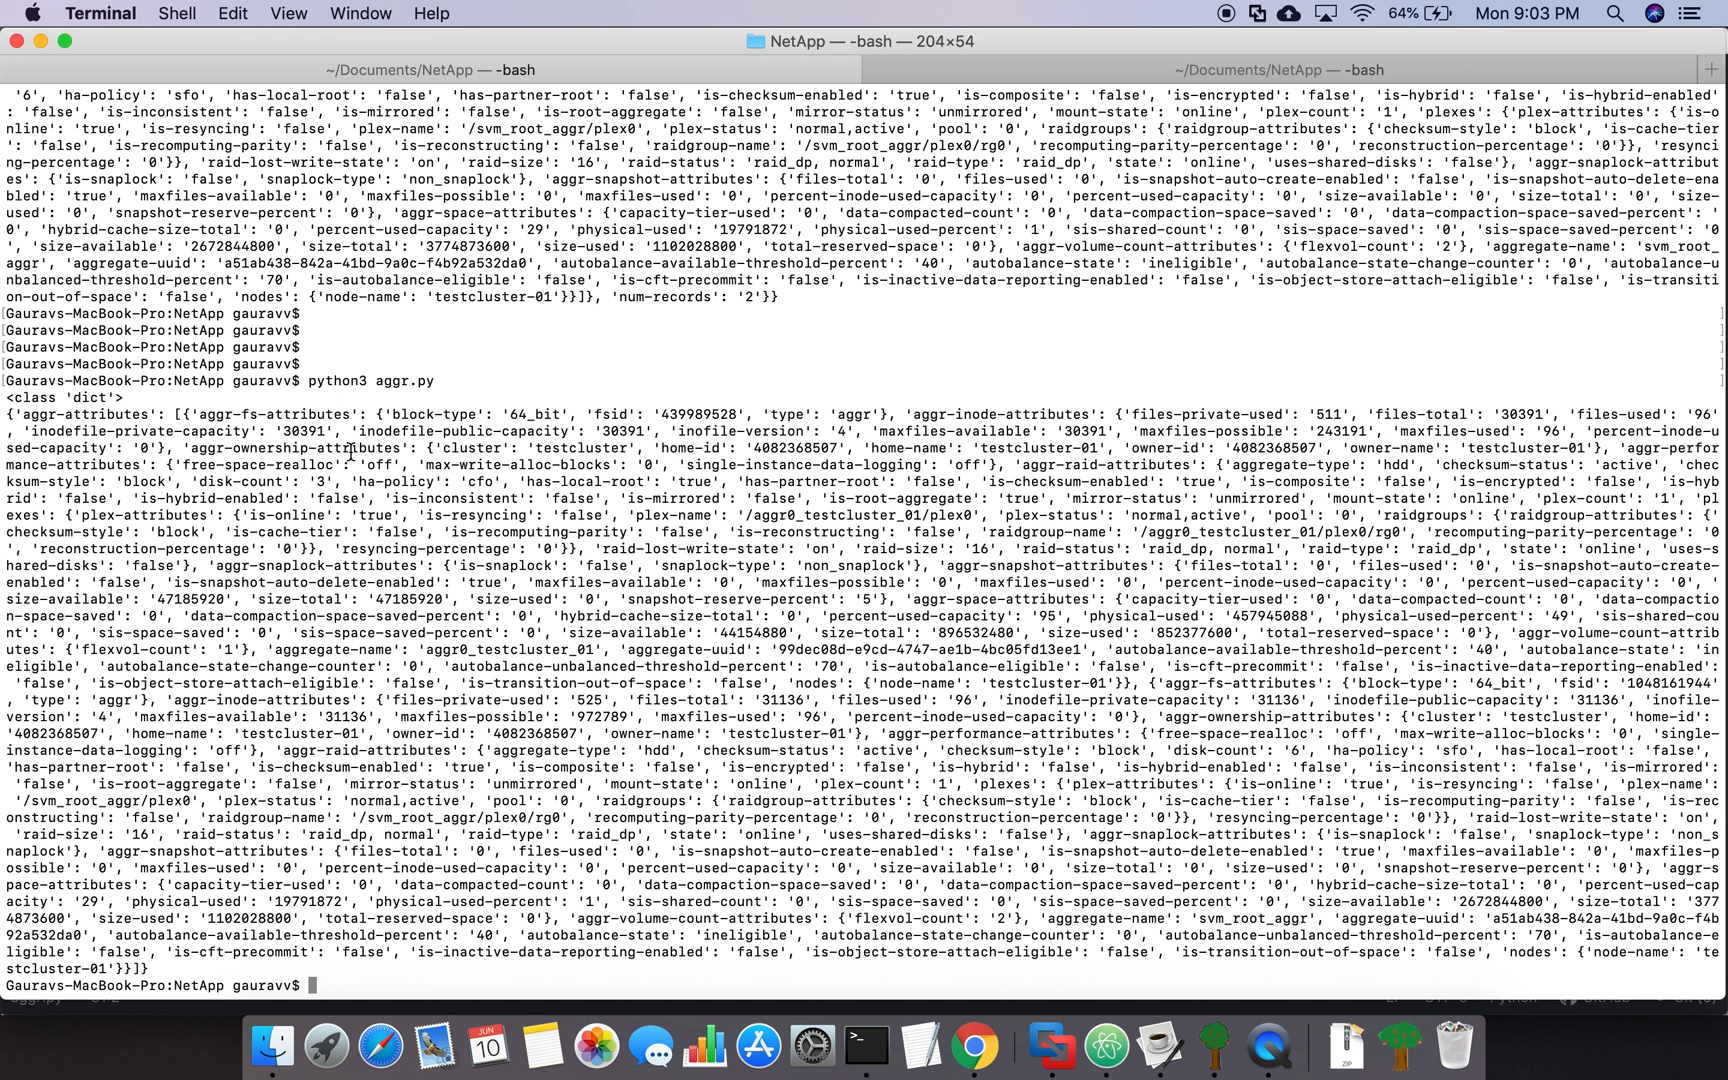 Terminal Shell Edit View Window Help 64% Mon 9:03 PM
NetApp — -bash — 204×54
~/Documents/NetApp — -bash ~/Documents/NetApp — -bash
'6', 'ha-policy': 'sfo', 'has-local-root': 'false', 'has-partner-root': 'false', 'is-checksum-enabled': 'true', 'is-composite': 'false', 'is-encrypted': 'false', 'is-hybrid': 'false', 'is-hybrid-enabled'
: 'false', 'is-inconsistent': 'false', 'is-mirrored': 'false', 'is-root-aggregate': 'false', 'mirror-status': 'unmirrored', 'mount-state': 'online', 'plex-count': '1', 'plexes': {'plex-attributes': {'is-o
nline': 'true', 'is-resyncing': 'false', 'plex-name': '/svm_root_aggr/plex0', 'plex-status': 'normal,active', 'pool': '0', 'raidgroups': {'raidgroup-attributes': {'checksum-style': 'block', 'is-cache-tier'
: 'false', 'is-recomputing-parity': 'false', 'is-reconstructing': 'false', 'raidgroup-name': '/svm_root_aggr/plex0/rg0', 'recomputing-parity-percentage': '0', 'reconstruction-percentage': '0'}}, 'resynci
ng-percentage': '0'}}, 'raid-lost-write-state': 'on', 'raid-size': '16', 'raid-status': 'raid_dp, normal', 'raid-type': 'raid_dp', 'state': 'online', 'uses-shared-disks': 'false'}, 'aggr-snaplock-attribut
es': {'is-snaplock': 'false', 'snaplock-type': 'non_snaplock'}, 'aggr-snapshot-attributes': {'files-total': '0', 'files-used': '0', 'is-snapshot-auto-create-enabled': 'false', 'is-snapshot-auto-delete-ena
bled': 'true', 'maxfiles-available': '0', 'maxfiles-possible': '0', 'maxfiles-used': '0', 'percent-inode-used-capacity': '0', 'percent-used-capacity': '0', 'size-available': '0', 'size-total': '0', 'size-
used': '0', 'snapshot-reserve-percent': '0'}, 'aggr-space-attributes': {'capacity-tier-used': '0', 'data-compacted-count': '0', 'data-compaction-space-saved': '0', 'data-compaction-space-saved-percent': '
0', 'hybrid-cache-size-total': '0', 'percent-used-capacity': '29', 'physical-used': '19791872', 'physical-used-percent': '1', 'sis-shared-count': '0', 'sis-space-saved': '0', 'sis-space-saved-percent': '0
', 'size-available': '2672844800', 'size-total': '3774873600', 'size-used': '1102028800', 'total-reserved-space': '0'}, 'aggr-volume-count-attributes': {'flexvol-count': '2'}, 'aggregate-name': 'svm_root_
aggr', 'aggregate-uuid': 'a51ab438-842a-41bd-9a0c-f4b92a532da0', 'autobalance-available-threshold-percent': '40', 'autobalance-state': 'ineligible', 'autobalance-state-change-counter': '0', 'autobalance-u
nbalanced-threshold-percent': '70', 'is-autobalance-eligible': 'false', 'is-cft-precommit': 'false', 'is-inactive-data-reporting-enabled': 'false', 'is-object-store-attach-eligible': 'false', 'is-transiti
on-out-of-space': 'false', 'nodes': {'node-name': 'testcluster-01'}}]}, 'num-records': '2'}}
[Gauravs-MacBook-Pro:NetApp gauravv$ ]
[Gauravs-MacBook-Pro:NetApp gauravv$ ]
[Gauravs-MacBook-Pro:NetApp gauravv$ ]
[Gauravs-MacBook-Pro:NetApp gauravv$ ]
[Gauravs-MacBook-Pro:NetApp gauravv$ python3 aggr.py ]
<class 'dict'>
{'aggr-attributes': [{'aggr-fs-attributes': {'block-type': '64_bit', 'fsid': '439989528', 'type': 'aggr'}, 'aggr-inode-attributes': {'files-private-used': '511', 'files-total': '30391', 'files-used': '96'
, 'inodefile-private-capacity': '30391', 'inodefile-public-capacity': '30391', 'inofile-version': '4', 'maxfiles-available': '30391', 'maxfiles-possible': '243191', 'maxfiles-used': '96', 'percent-inode-u
sed-capacity': '0'}, 'aggr-ownership-attributes': {'cluster': 'testcluster', 'home-id': '4082368507', 'home-name': 'testcluster-01', 'owner-id': '4082368507', 'owner-name': 'testcluster-01'}, 'aggr-perfor
mance-attributes': {'free-space-realloc': 'off', 'max-write-alloc-blocks': '0', 'single-instance-data-logging': 'off'}, 'aggr-raid-attributes': {'aggregate-type': 'hdd', 'checksum-status': 'active', 'chec
ksum-style': 'block', 'disk-count': '3', 'ha-policy': 'cfo', 'has-local-root': 'true', 'has-partner-root': 'false', 'is-checksum-enabled': 'true', 'is-composite': 'false', 'is-encrypted': 'false', 'is-hyb
rid': 'false', 'is-hybrid-enabled': 'false', 'is-inconsistent': 'false', 'is-mirrored': 'false', 'is-root-aggregate': 'true', 'mirror-status': 'unmirrored', 'mount-state': 'online', 'plex-count': '1', 'pl
exes': {'plex-attributes': {'is-online': 'true', 'is-resyncing': 'false', 'plex-name': '/aggr0_testcluster_01/plex0', 'plex-status': 'normal,active', 'pool': '0', 'raidgroups': {'raidgroup-attributes': {'
checksum-style': 'block', 'is-cache-tier': 'false', 'is-recomputing-parity': 'false', 'is-reconstructing': 'false', 'raidgroup-name': '/aggr0_testcluster_01/plex0/rg0', 'recomputing-parity-percentage': '0
', 'reconstruction-percentage': '0'}}, 'resyncing-percentage': '0'}}, 'raid-lost-write-state': 'on', 'raid-size': '16', 'raid-status': 'raid_dp, normal', 'raid-type': 'raid_dp', 'state': 'online', 'uses-s
hared-disks': 'false'}, 'aggr-snaplock-attributes': {'is-snaplock': 'false', 'snaplock-type': 'non_snaplock'}, 'aggr-snapshot-attributes': {'files-total': '0', 'files-used': '0', 'is-snapshot-auto-create-
enabled': 'false', 'is-snapshot-auto-delete-enabled': 'true', 'maxfiles-available': '0', 'maxfiles-possible': '0', 'maxfiles-used': '0', 'percent-inode-used-capacity': '0', 'percent-used-capacity': '0', '
size-available': '47185920', 'size-total': '47185920', 'size-used': '0', 'snapshot-reserve-percent': '5'}, 'aggr-space-attributes': {'capacity-tier-used': '0', 'data-compacted-count': '0', 'data-compactio
n-space-saved': '0', 'data-compaction-space-saved-percent': '0', 'hybrid-cache-size-total': '0', 'percent-used-capacity': '95', 'physical-used': '457945088', 'physical-used-percent': '49', 'sis-shared-cou
nt': '0', 'sis-space-saved': '0', 'sis-space-saved-percent': '0', 'size-available': '44154880', 'size-total': '896532480', 'size-used': '852377600', 'total-reserved-space': '0'}, 'aggr-volume-count-attrib
utes': {'flexvol-count': '1'}, 'aggregate-name': 'aggr0_testcluster_01', 'aggregate-uuid': '99dec08d-e9cd-4747-ae1b-4bc05fd13ee1', 'autobalance-available-threshold-percent': '40', 'autobalance-state': 'in
eligible', 'autobalance-state-change-counter': '0', 'autobalance-unbalanced-threshold-percent': '70', 'is-autobalance-eligible': 'false', 'is-cft-precommit': 'false', 'is-inactive-data-reporting-enabled':
'false', 'is-object-store-attach-eligible': 'false', 'is-transition-out-of-space': 'false', 'nodes': {'node-name': 'testcluster-01'}}, {'aggr-fs-attributes': {'block-type': '64_bit', 'fsid': '1048161944'
, 'type': 'aggr'}, 'aggr-inode-attributes': {'files-private-used': '525', 'files-total': '31136', 'files-used': '96', 'inodefile-private-capacity': '31136', 'inodefile-public-capacity': '31136', 'inofile-
version': '4', 'maxfiles-available': '31136', 'maxfiles-possible': '972789', 'maxfiles-used': '96', 'percent-inode-used-capacity': '0'}, 'aggr-ownership-attributes': {'cluster': 'testcluster', 'home-id':
'4082368507', 'home-name': 'testcluster-01', 'owner-id': '4082368507', 'owner-name': 'testcluster-01'}, 'aggr-performance-attributes': {'free-space-realloc': 'off', 'max-write-alloc-blocks': '0', 'single-
instance-data-logging': 'off'}, 'aggr-raid-attributes': {'aggregate-type': 'hdd', 'checksum-status': 'active', 'checksum-style': 'block', 'disk-count': '6', 'ha-policy': 'sfo', 'has-local-root': 'false',
'has-partner-root': 'false', 'is-checksum-enabled': 'true', 'is-composite': 'false', 'is-encrypted': 'false', 'is-hybrid': 'false', 'is-hybrid-enabled': 'false', 'is-inconsistent': 'false', 'is-mirrored':
'false', 'is-root-aggregate': 'false', 'mirror-status': 'unmirrored', 'mount-state': 'online', 'plex-count': '1', 'plexes': {'plex-attributes': {'is-online': 'true', 'is-resyncing': 'false', 'plex-name':
'/svm_root_aggr/plex0', 'plex-status': 'normal,active', 'pool': '0', 'raidgroups': {'raidgroup-attributes': {'checksum-style': 'block', 'is-cache-tier': 'false', 'is-recomputing-parity': 'false', 'is-rec
onstructing': 'false', 'raidgroup-name': '/svm_root_aggr/plex0/rg0', 'recomputing-parity-percentage': '0', 'reconstruction-percentage': '0'}}, 'resyncing-percentage': '0'}}, 'raid-lost-write-state': 'on',
'raid-size': '16', 'raid-status': 'raid_dp, normal', 'raid-type': 'raid_dp', 'state': 'online', 'uses-shared-disks': 'false'}, 'aggr-snaplock-attributes': {'is-snaplock': 'false', 'snaplock-type': 'non_s
naplock'}, 'aggr-snapshot-attributes': {'files-total': '0', 'files-used': '0', 'is-snapshot-auto-create-enabled': 'false', 'is-snapshot-auto-delete-enabled': 'true', 'maxfiles-available': '0', 'maxfiles-p
ossible': '0', 'maxfiles-used': '0', 'percent-inode-used-capacity': '0', 'percent-used-capacity': '0', 'size-available': '0', 'size-total': '0', 'size-used': '0', 'snapshot-reserve-percent': '0'}, 'aggr-s
pace-attributes': {'capacity-tier-used': '0', 'data-compacted-count': '0', 'data-compaction-space-saved': '0', 'data-compaction-space-saved-percent': '0', 'hybrid-cache-size-total': '0', 'percent-used-cap
acity': '29', 'physical-used': '19791872', 'physical-used-percent': '1', 'sis-shared-count': '0', 'sis-space-saved': '0', 'sis-space-saved-percent': '0', 'size-available': '2672844800', 'size-total': '377
4873600', 'size-used': '1102028800', 'total-reserved-space': '0'}, 'aggr-volume-count-attributes': {'flexvol-count': '2'}, 'aggregate-name': 'svm_root_aggr', 'aggregate-uuid': 'a51ab438-842a-41bd-9a0c-f4b
92a532da0', 'autobalance-available-threshold-percent': '40', 'autobalance-state': 'ineligible', 'autobalance-state-change-counter': '0', 'autobalance-unbalanced-threshold-percent': '70', 'is-autobalance-e
ligible': 'false', 'is-cft-precommit': 'false', 'is-inactive-data-reporting-enabled': 'false', 'is-object-store-attach-eligible': 'false', 'is-transition-out-of-space': 'false', 'nodes': {'node-name': 'te
stcluster-01'}}]}
Gauravs-MacBook-Pro:NetApp gauravv$
JUN
10
ZIP